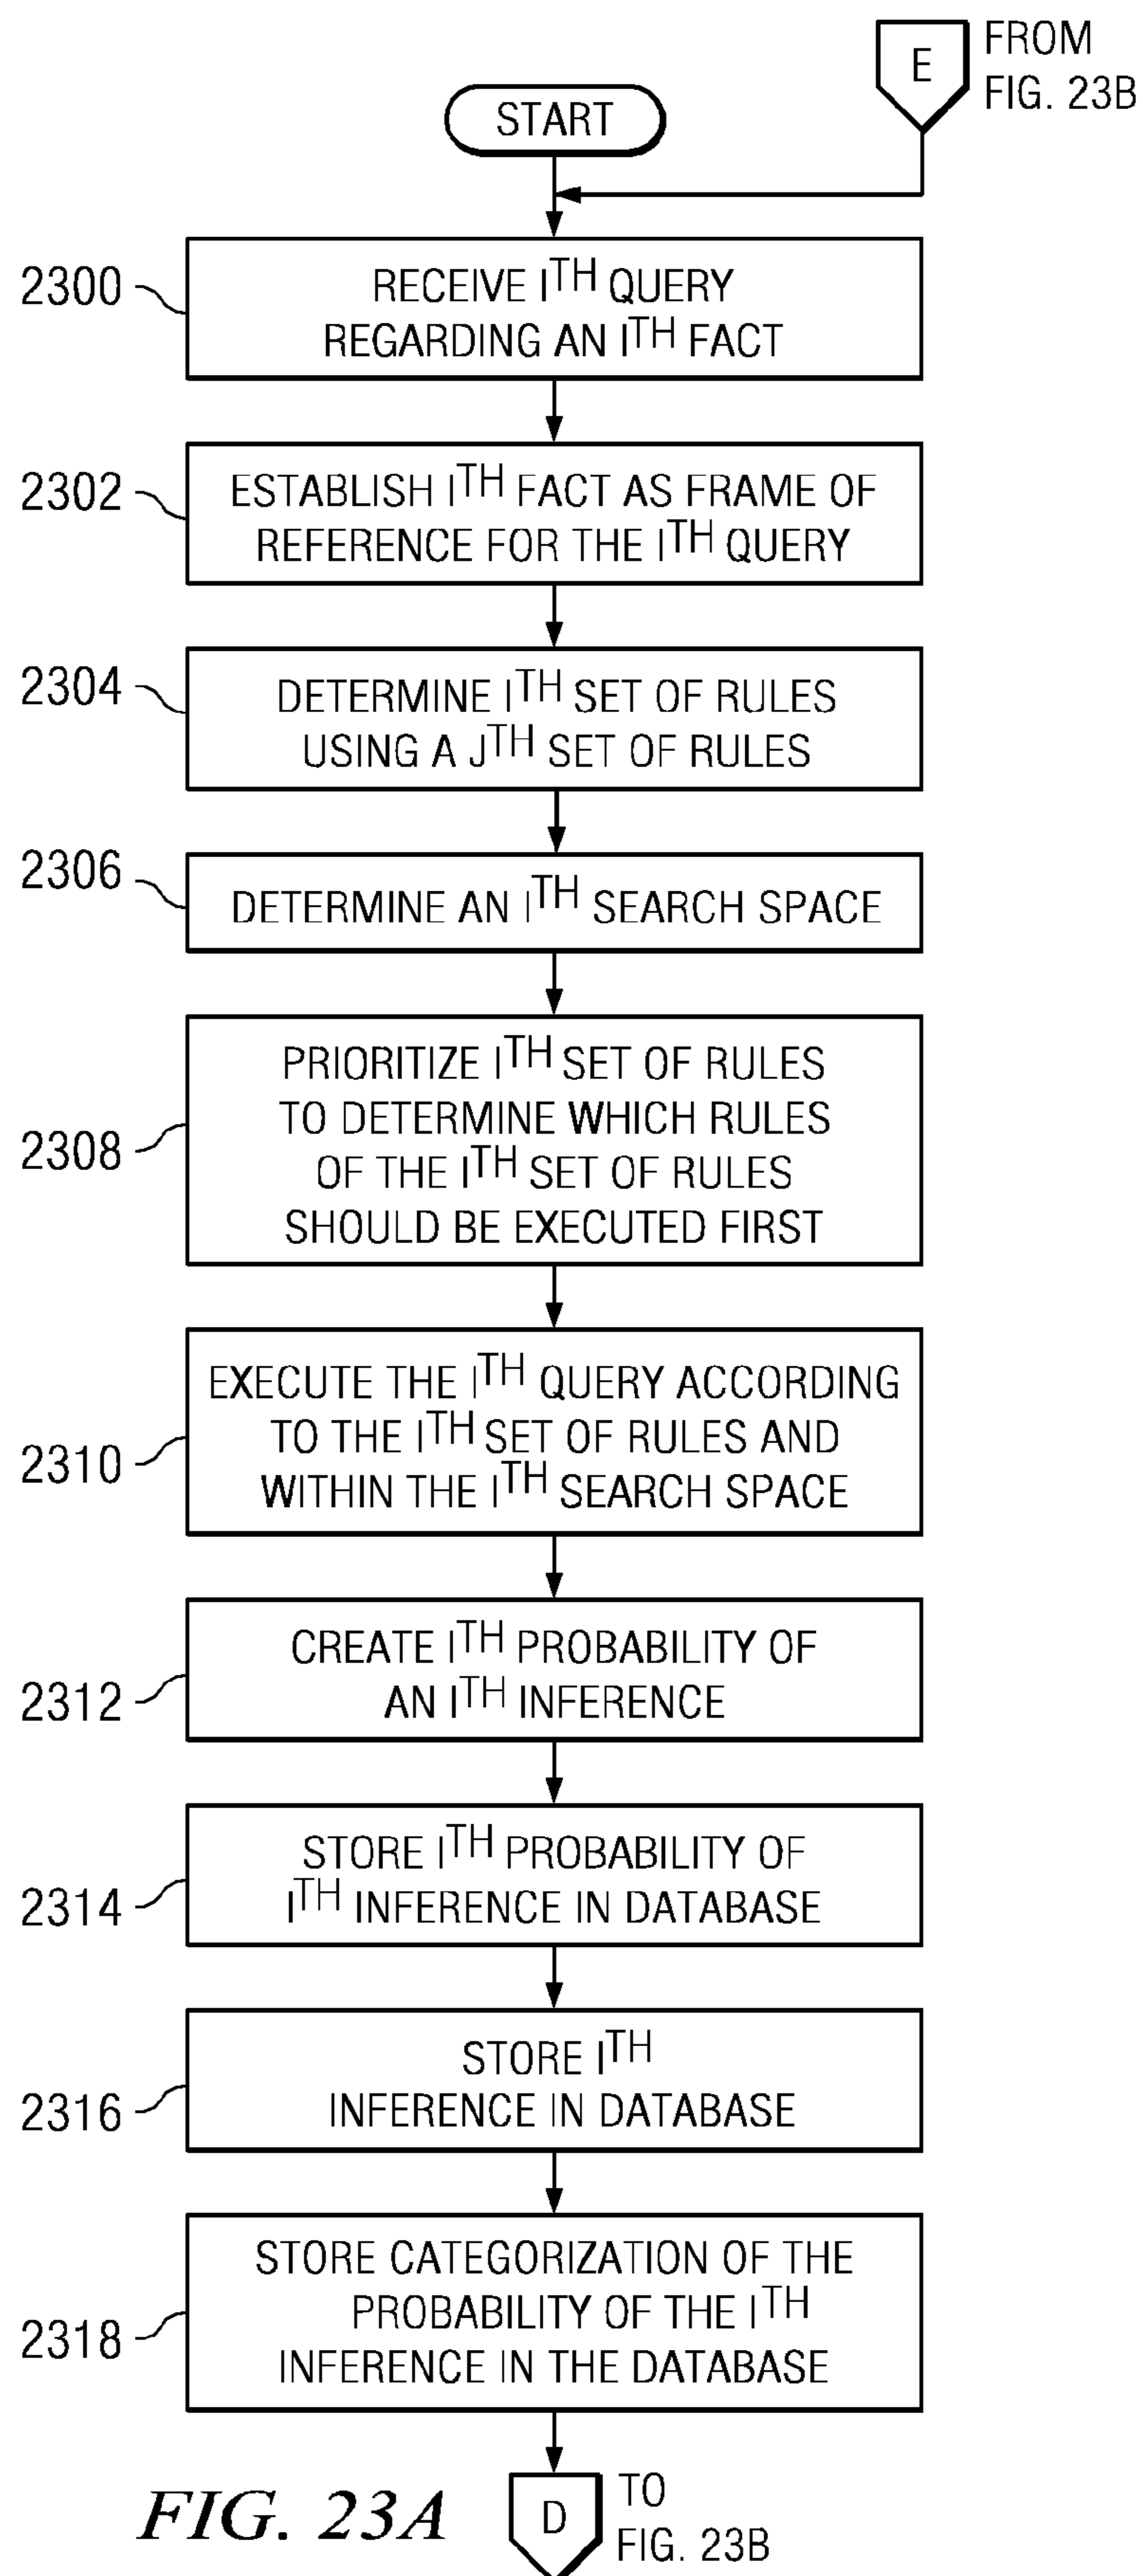 E
FROM
FIG. 23B
START
2300
RECEIVE ITH QUERY
REGARDING AN ITH FACT
2302
ESTABLISH ITH FACT AS FRAME OF
REFERENCE FOR THE ITH QUERY
2304
DETERMINE ITH SET OF RULES
USING A JTH SET OF RULES
2306
DETERMINE AN ITH SEARCH SPACE
2308
PRIORITIZE ITH SET OF RULES
TO DETERMINE WHICH RULES
OF THE ITH SET OF RULES
SHOULD BE EXECUTED FIRST
2310
EXECUTE THE ITH QUERY ACCORDING
TO THE ITH SET OF RULES AND
WITHIN THE ITH SEARCH SPACE
2312
CREATE ITH PROBABILITY OF
AN ITH INFERENCE
2314
STORE ITH PROBABILITY OF
ITH INFERENCE IN DATABASE
2316
STORE ITH
INFERENCE IN DATABASE
2318
STORE CATEGORIZATION OF THE
PROBABILITY OF THE ITH
INFERENCE IN THE DATABASE
FIG. 23A
D
TO
FIG. 23B